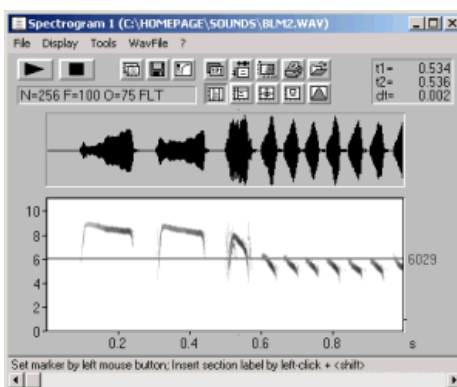 Spectrogram 1 (C:\HOMEPAGE\SOUNDS\BLM2.WAV)
File Display Tools WavFile ?
t1= 0.534
t2= 0.536
dt= 0.002
N=256 F=100 O=75 FLT
10
8
6
4
2
0
6029
0.2 0.4 0.6 0.8 s
Set marker by left mouse button; Insert section label by left-click + <shift>